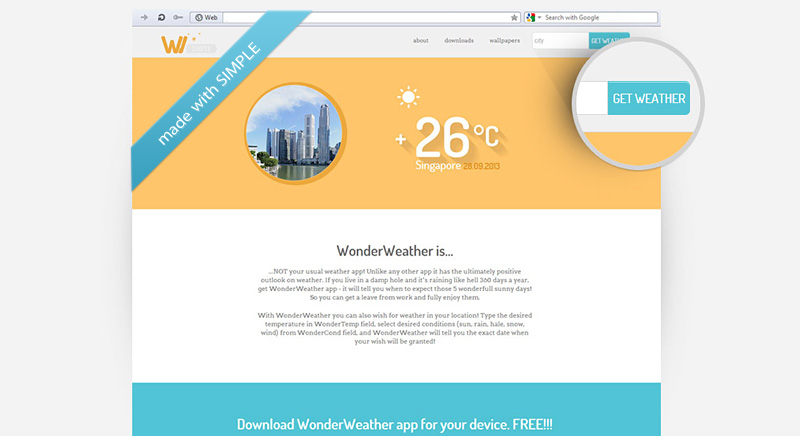 Web
Search with Google
WI
about
downloads
wallpapers
city
GET WEATHER
made with SIMPLE
GET WEATHER
+ 26°C
Singapore 28.09.2013
WonderWeather is...
...NOT your usual weather app! Unlike any other app it has the ultimately positive
outlook on weather. If you live in a damp hole and it's raining like hell 360 days a year,
get WonderWeather app - it will tell you when to expect those 5 wonderfull sunny days!
So you can get a leave from work and fully enjoy them.
With WonderWeather you can also wish for weather in your location! Type the desired
temperature in WonderTemp field, select desired conditions (sun, rain, hale, snow,
wind) from WonderCond field, and WonderWeather will tell you the exact date when
your wish will be granted!
Download WonderWeather app for your device. FREE!!!